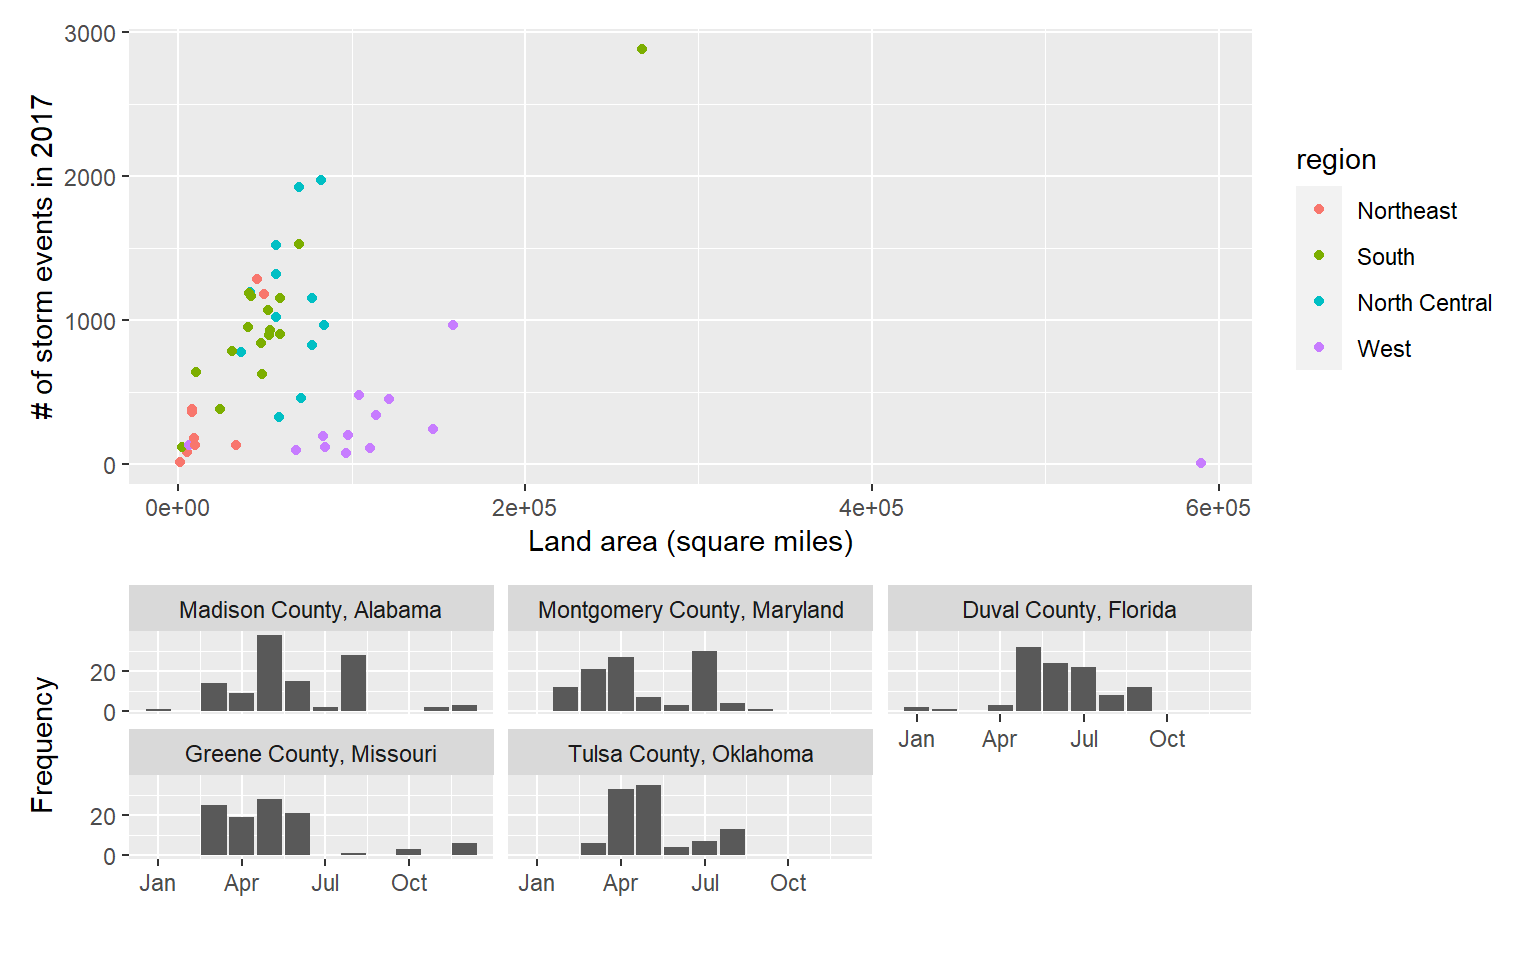 # of storm events in 2017
3000
2000
1000
0
0e+00 2e+05 4e+05 6e+05
Land area (square miles)
region
Northeast
South
North Central
West
Frequency
Madison County, Alabama Montgomery County, Maryland Duval County, Florida
20
0
Jan Apr Jul Oct
Greene County, Missouri Tulsa County, Oklahoma
20
0
Jan Apr Jul Oct Jan Apr Jul Oct